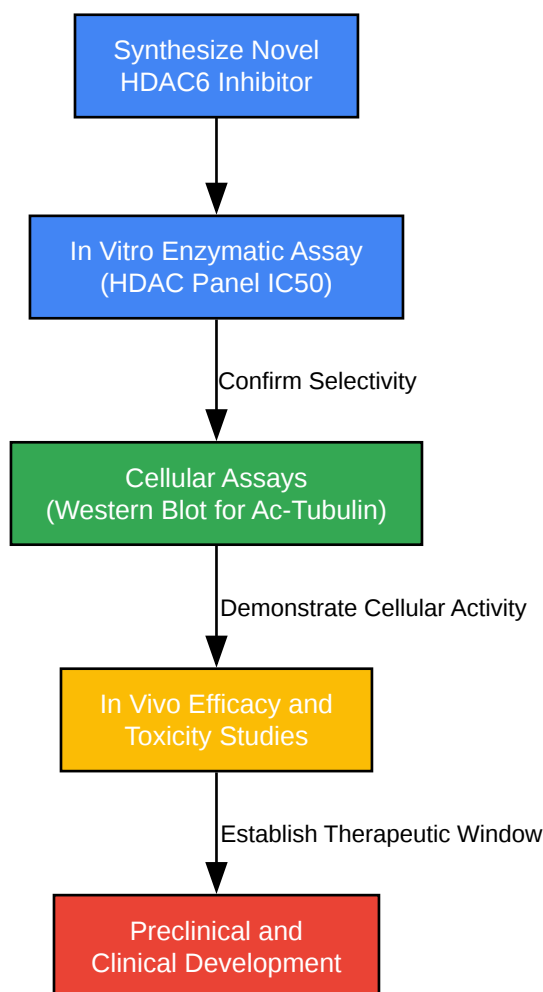 Synthesize Novel
HDAC6 Inhibitor
In Vitro Enzymatic Assay
(HDAC Panel IC50)
Confirm Selectivity
Cellular Assays
(Western Blot for Ac-Tubulin)
Demonstrate Cellular Activity
In Vivo Efficacy and
Toxicity Studies
Establish Therapeutic Window
Preclinical and
Clinical Development